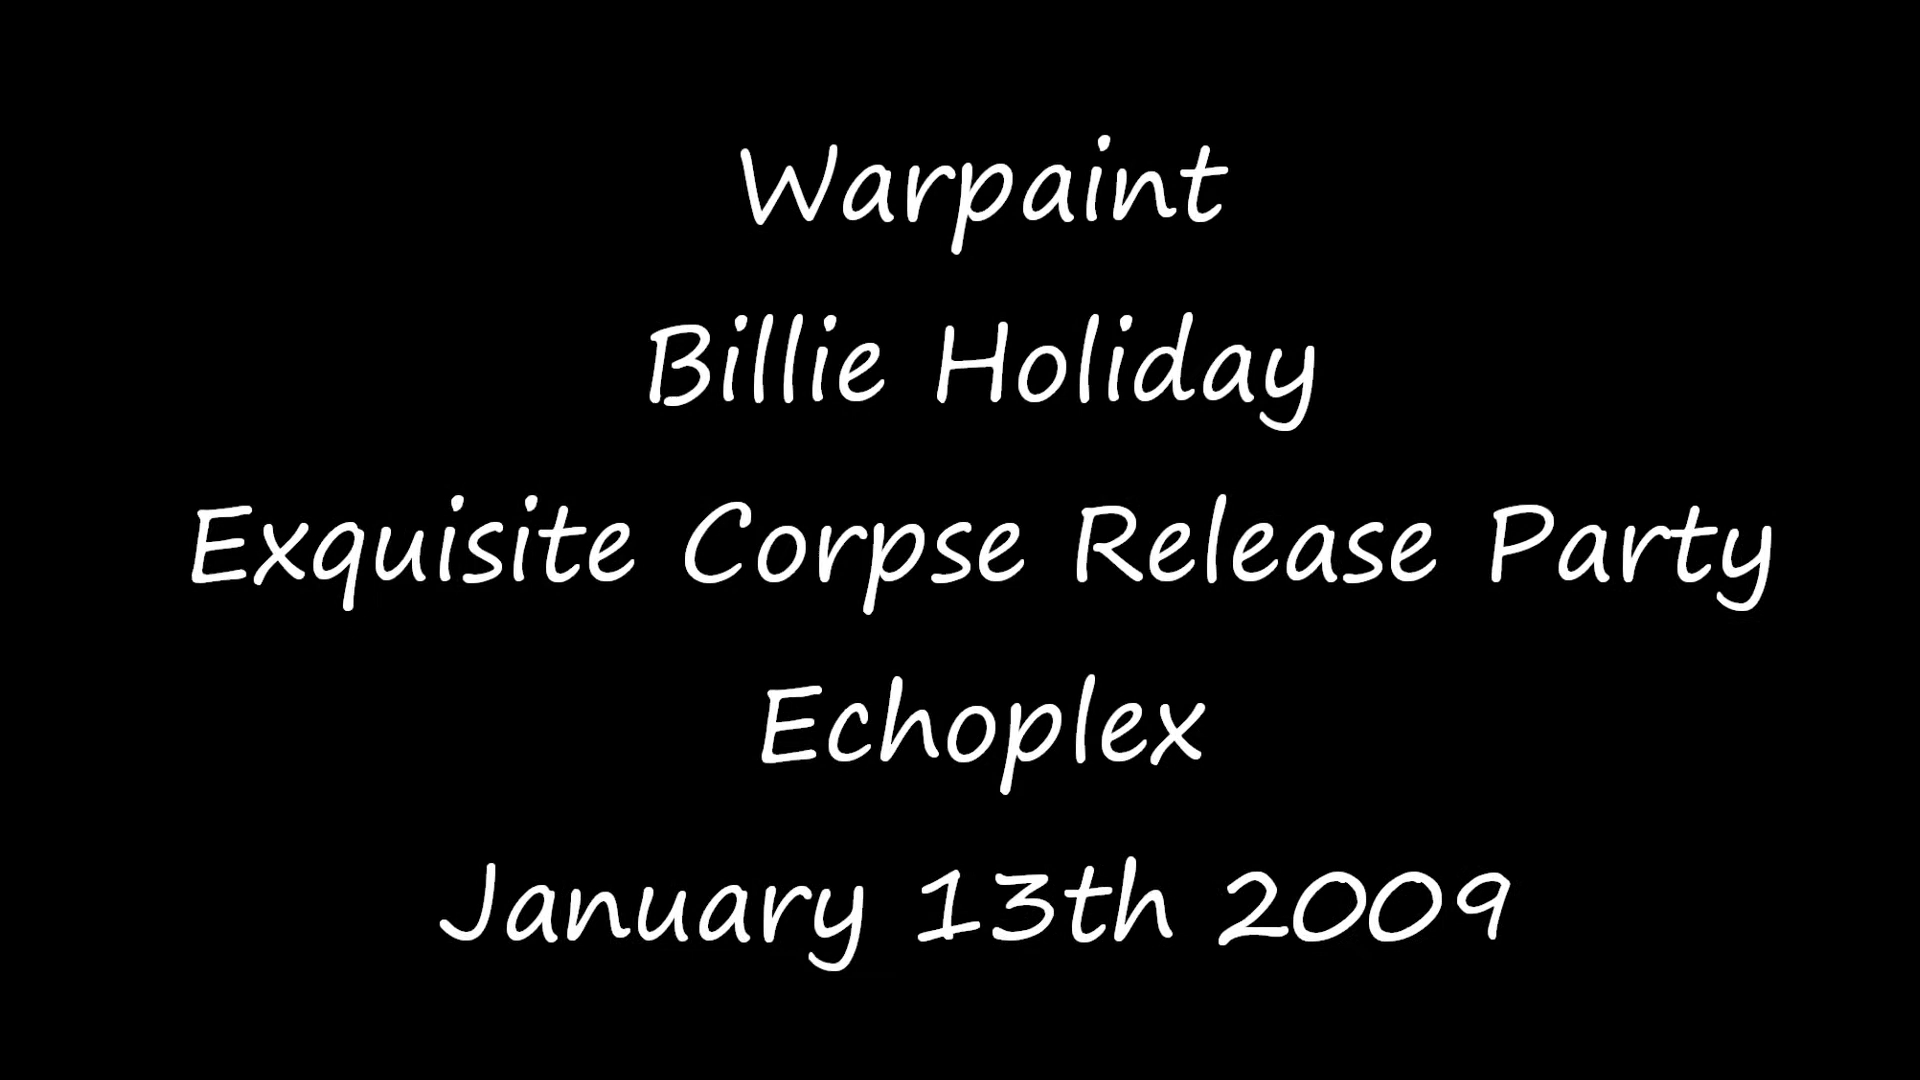 Warpaint
Billie Holiday
Exquisite Corpse Release Party
Echoplex
January 13th 2009